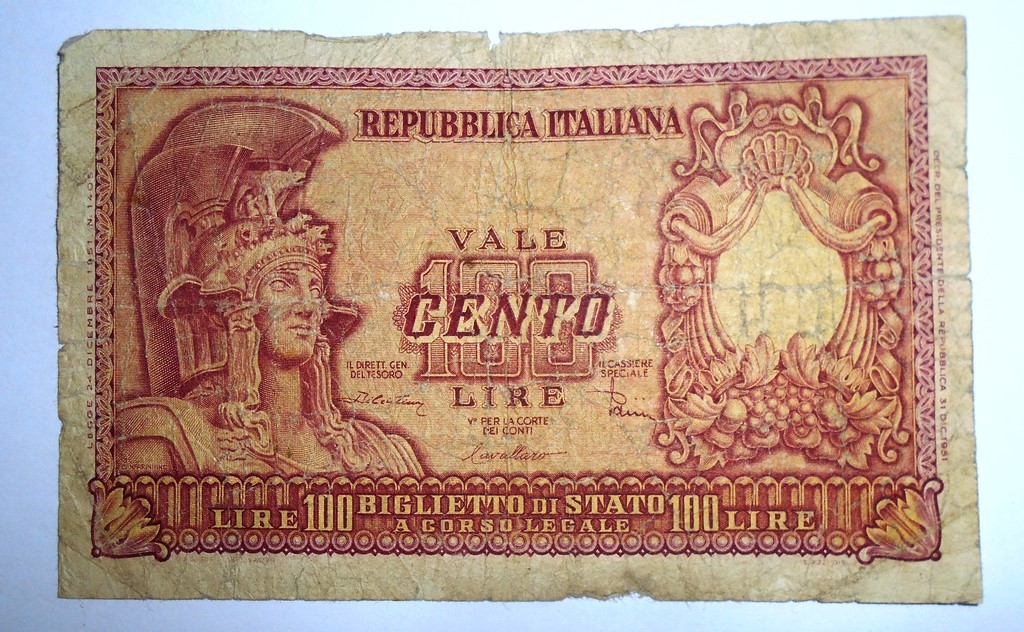 REPUBBLICA ITALIANA
VALE
100
CENTO
LIRE
IL DIRETT. GEN.
DEL TESORO
IL CASSIERE
SPECIALE
Vº PER LA CORTE
DEI CONTI
Cavallaro
LIRE 100 BIGLIETTO DI STATO 100 LIRE
A CORSO LEGALE
LEGGE 24 DICEMBRE 1951 N. 1405
DECR. DEL PRESIDENTE DELLA REPUBBLICA 31 DIC. 1951